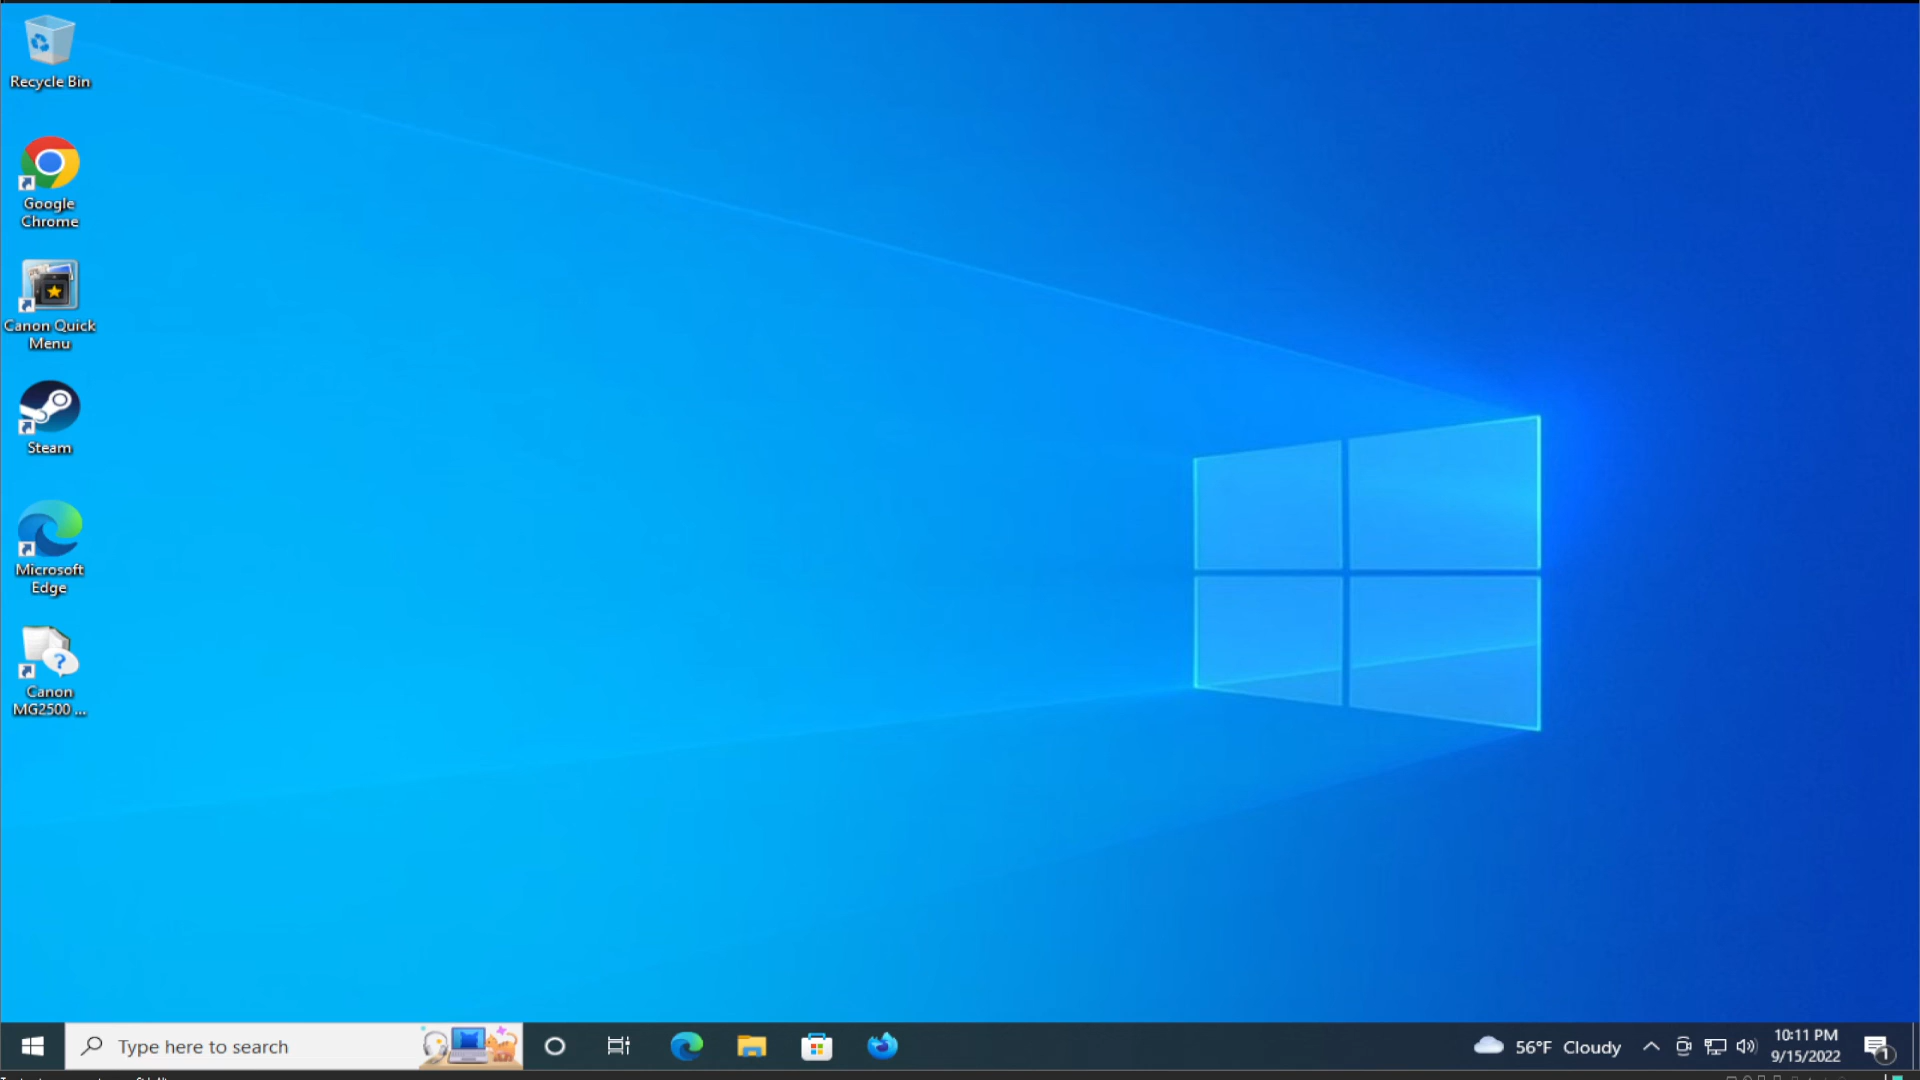 Recycle Bin
Google
Chrome
Canon Quick
Menu
Steam
Microsoft
Edge
Canon
MG2500 ...
Type here to search
56°F Cloudy
10:11 PM
9/15/2022
1